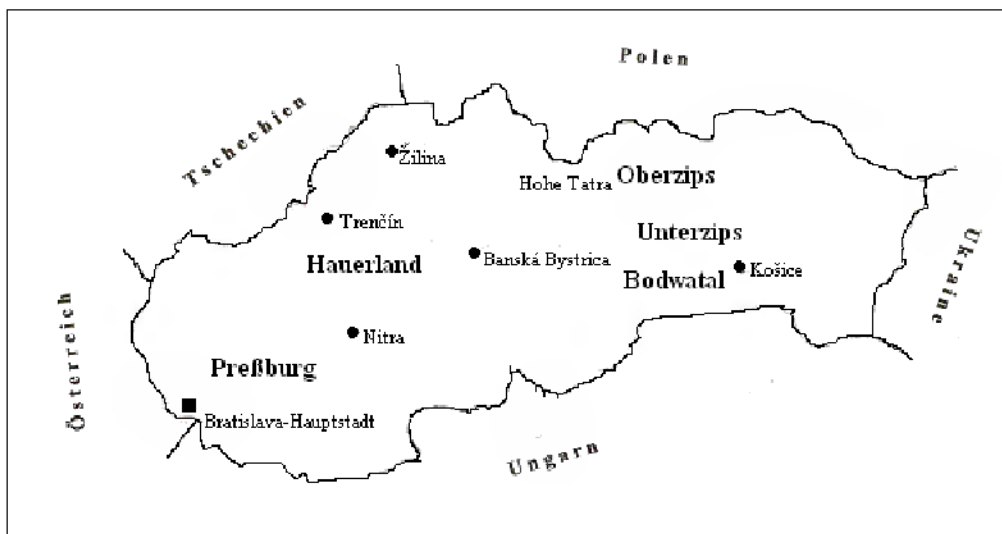 Polen
Tschechien
Žilina
Hohe Tatra
Oberzips
Trenčín
Unterzips
Hauerland
Banská Bystrica
Bodwatal
Košice
Ukraine
Österreich
Nitra
Preßburg
Bratislava-Hauptstadt
Ungarn